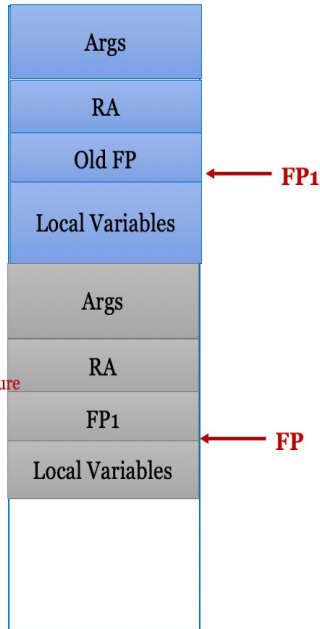 Args
RA
Old FP
FP1
Local Variables
Args
RA
FP1
FP
Local Variables